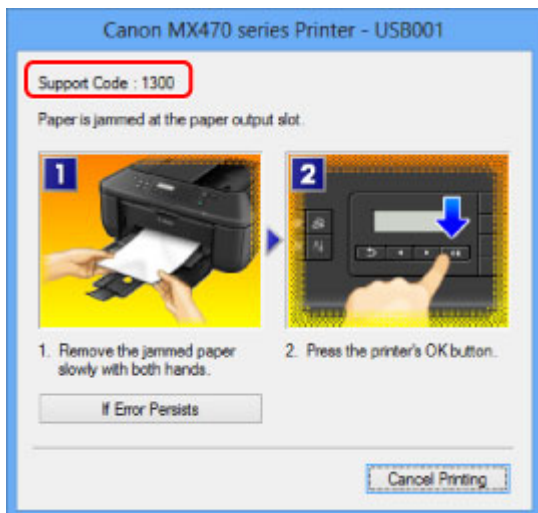 Canon MX470 series Printer - USB001
Support Code : 1300
Paper is jammed at the paper output slot.
1
2
1. Remove the jammed paper
slowly with both hands.
2. Press the printer's OK button.
If Error Persists
Cancel Printing